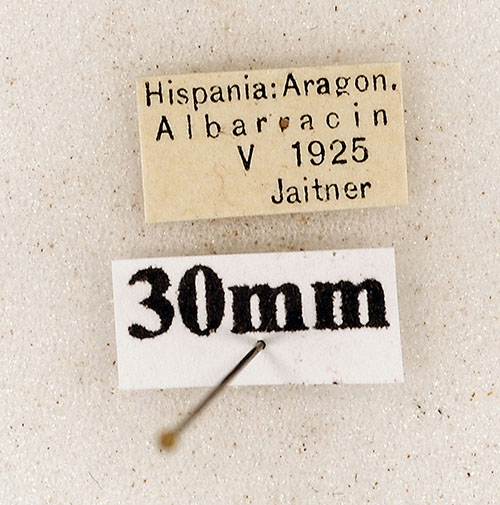 Hispania: Aragon.
Albarracin
V 1925
Jaitner
30mm